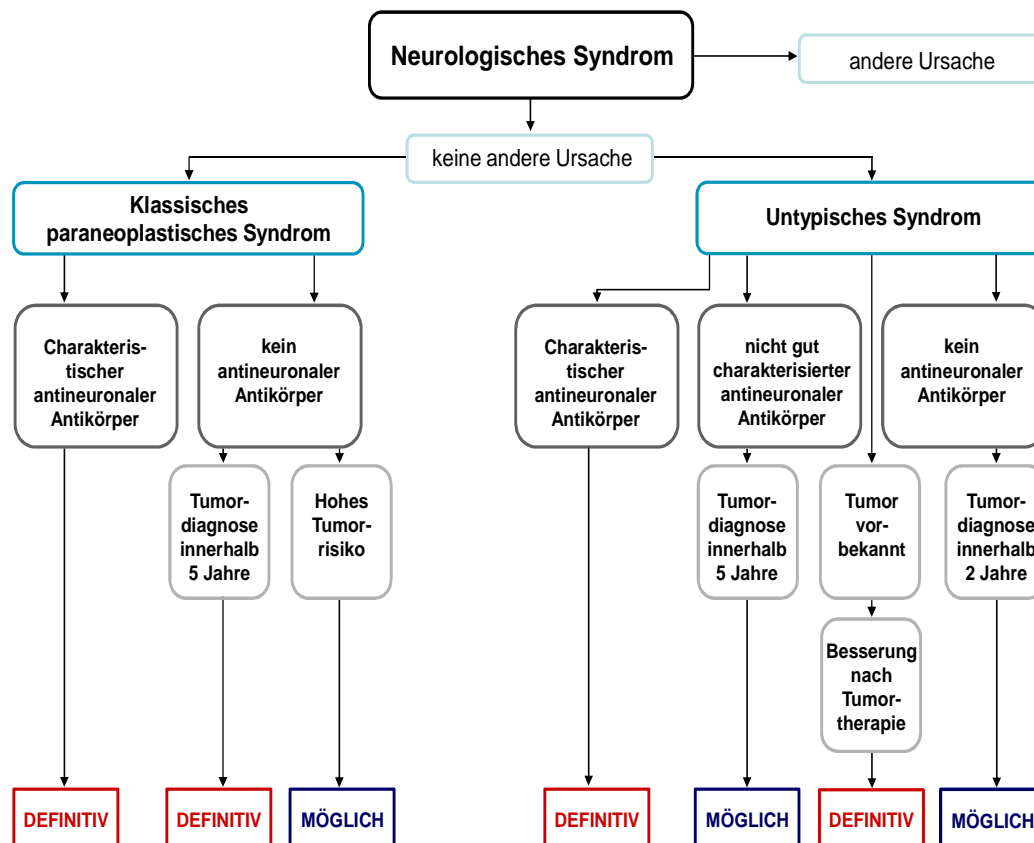 Neurologisches Syndrom
andere Ursache
keine andere Ursache
Klassisches
paraneoplastisches Syndrom
Untypisches Syndrom
Charakteris-
tischer
antineuronaler
Antikörper
kein
antineuronaler
Antikörper
Charakteris-
tischer
antineuronaler
Antikörper
nicht gut
charakterisierter
antineuronaler
Antikörper
kein
antineuronaler
Antikörper
Tumor-
diagnose
innerhalb
5 Jahre
Hohes
Tumor-
risiko
Tumor-
diagnose
innerhalb
5 Jahre
Tumor
vor-
bekannt
Tumor-
diagnose
innerhalb
2 Jahre
Besserung
nach
Tumor-
therapie
DEFINITIV
DEFINITIV
MÖGLICH
DEFINITIV
MÖGLICH
DEFINITIV
MÖGLICH